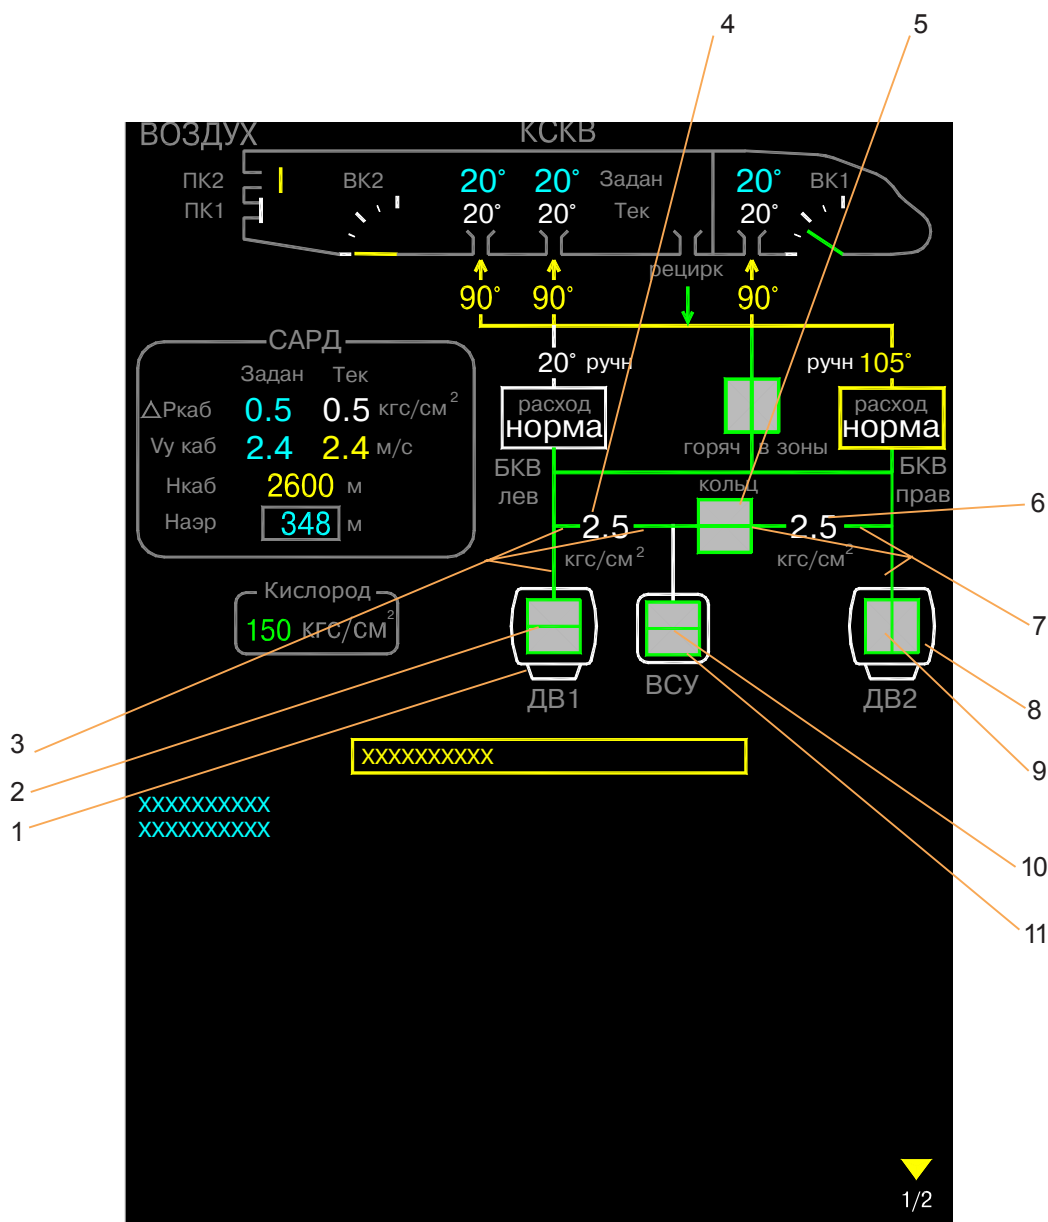 4 5
ВОЗДУХ КСКВ
ПК2 ВК2 20° 20° Задан 20° ВК1
ПК1 20° 20° Тек 20°
рецирк
90° 90° 90°
САРД
Задан Тек
20° ручн ручн 105°
△Ркаб 0.5 0.5 кгс/см²
расход расход
норма норма
Vy каб 2.4 2.4 м/с
горяч в зоны
Нкаб 2600 м
БКВ лев кольц БКВ прав
Наэр 348 м
2.5 2.5 6
кгс/см² кгс/см²
Кислород
150 кгс/см²
7
ДВ1 ВСУ ДВ2 8
3
XXXXXXXXXX
9
2
XXXXXXXXXX
XXXXXXXXXX
1
10
11
1/2